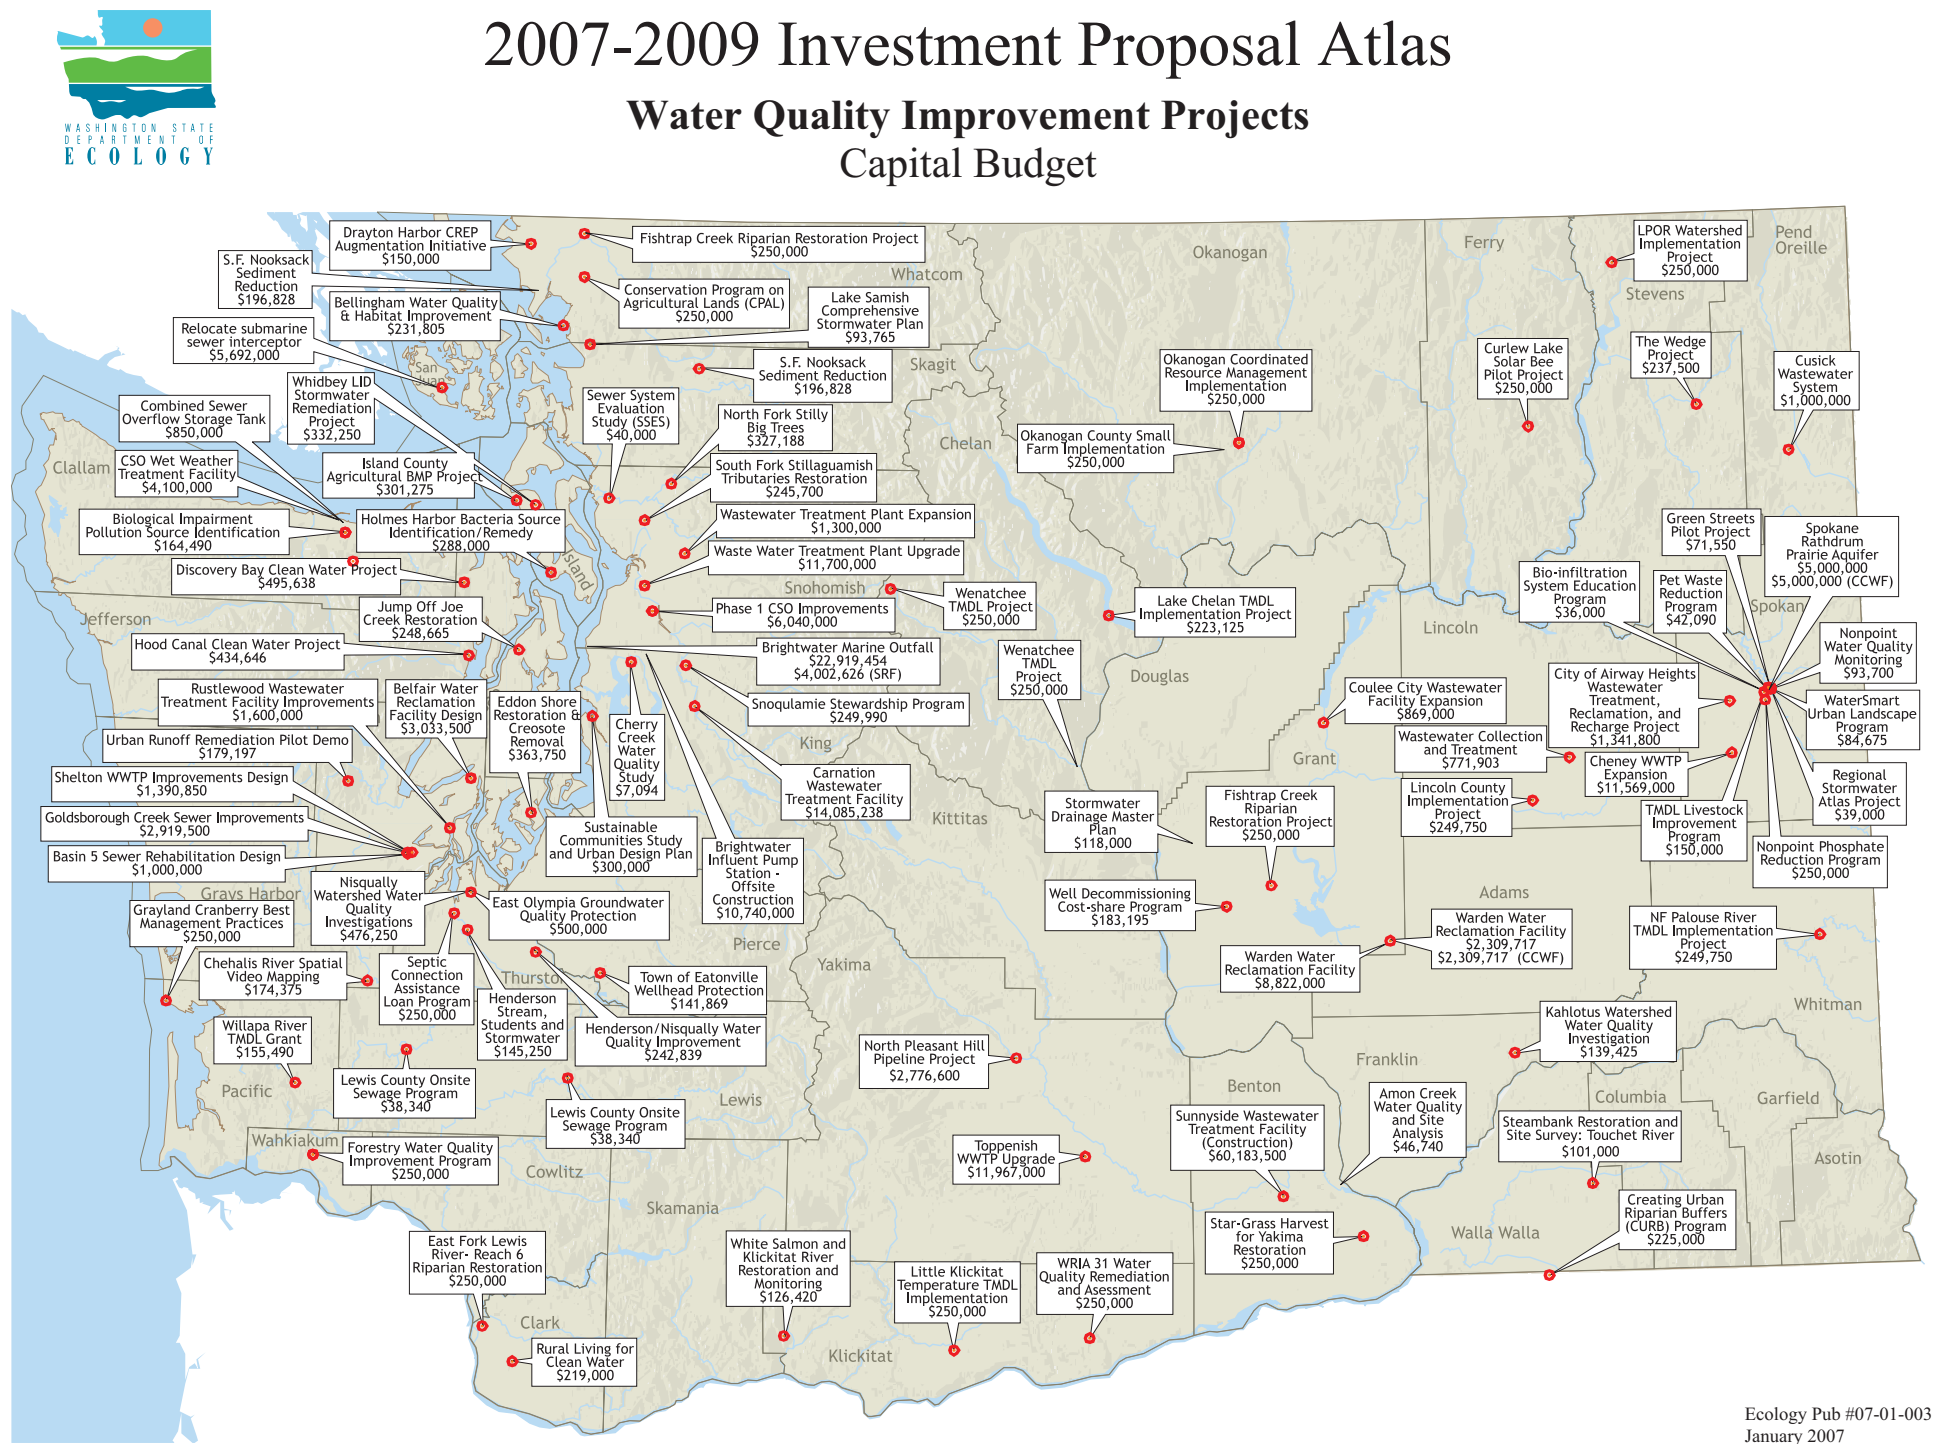 2007-2009 Investment Proposal Atlas
Water Quality Improvement Projects
Capital Budget
WASHINGTON STATE
DEPARTMENT OF
ECOLOGY
Drayton Harbor CREP
Augmentation Initiative
$150,000
Fishtrap Creek Riparian Restoration Project
$250,000
S.F. Nooksack
Sediment
Reduction
$196,828
Bellingham Water Quality
& Habitat Improvement
$231,805
Conservation Program on
Agricultural Lands (CPAL)
$250,000
Whatcom
Lake Samish
Comprehensive
Stormwater Plan
$93,765
Relocate submarine
sewer interceptor
$5,692,000
San
Juan
S.F. Nooksack
Sediment Reduction
$196,828
Skagit
Whidbey LID
Stormwater
Remediation
Project
$332,250
Combined Sewer
Overflow Storage Tank
$850,000
Sewer System
Evaluation
Study (SSES)
$40,000
North Fork Stilly
Big Trees
$327,188
Clallam
CSO Wet Weather
Treatment Facility
$4,100,000
Island County
Agricultural BMP Project
$301,275
South Fork Stillaguamish
Tributaries Restoration
$245,700
Biological Impairment
Pollution Source Identification
$164,490
Holmes Harbor Bacteria Source
Identification/Remedy
$288,000
Island
Wastewater Treatment Plant Expansion
$1,300,000
Waste Water Treatment Plant Upgrade
$11,700,000
Discovery Bay Clean Water Project
$495,638
Snohomish
Jefferson
Jump Off Joe
Creek Restoration
$248,665
Phase 1 CSO Improvements
$6,040,000
Wenatchee
TMDL Project
$250,000
Hood Canal Clean Water Project
$434,646
Brightwater Marine Outfall
$22,919,454
$4,002,626 (SRF)
Rustlewood Wastewater
Treatment Facility Improvements
$1,600,000
Belfair Water
Reclamation
Facility Design
$3,033,500
Eddon Shore
Restoration &
Creosote
Removal
$363,750
Cherry
Creek
Water
Quality
Study
$7,094
Snoqulamie Stewardship Program
$249,990
King
Urban Runoff Remediation Pilot Demo
$179,197
Shelton WWTP Improvements Design
$1,390,850
Carnation
Wastewater
Treatment Facility
$14,085,238
Goldsborough Creek Sewer Improvements
$2,919,500
Sustainable
Communities Study
and Urban Design Plan
$300,000
Brightwater
Influent Pump
Station -
Offsite
Construction
$10,740,000
Basin 5 Sewer Rehabilitation Design
$1,000,000
Grays Harbor
Nisqually
Watershed Water
Quality
Investigations
$476,250
East Olympia Groundwater
Quality Protection
$500,000
Grayland Cranberry Best
Management Practices
$250,000
Pierce
Chehalis River Spatial
Video Mapping
$174,375
Septic
Connection
Assistance
Loan Program
$250,000
Thurston
Town of Eatonville
Wellhead Protection
$141,869
Henderson
Stream,
Students and
Stormwater
$145,250
Henderson/Nisqually Water
Quality Improvement
$242,839
Willapa River
TMDL Grant
$155,490
Pacific
Lewis County Onsite
Sewage Program
$38,340
Lewis County Onsite
Sewage Program
$38,340
Lewis
Wahkiakum
Forestry Water Quality
Improvement Program
$250,000
Cowlitz
Skamania
East Fork Lewis
River- Reach 6
Riparian Restoration
$250,000
Clark
Rural Living for
Clean Water
$219,000
White Salmon and
Klickitat River
Restoration and
Monitoring
$126,420
Klickitat
Little Klickitat
Temperature TMDL
Implementation
$250,000
WRIA 31 Water
Quality Remediation
and Asessment
$250,000
Okanogan
Okanogan Coordinated
Resource Management
Implementation
$250,000
Okanogan County Small
Farm Implementation
$250,000
Chelan
Lake Chelan TMDL
Implementation Project
$223,125
Wenatchee
TMDL
Project
$250,000
Douglas
Kittitas
Stormwater
Drainage Master
Plan
$118,000
Fishtrap Creek
Riparian
Restoration Project
$250,000
Well Decommissioning
Cost-share Program
$183,195
Yakima
North Pleasant Hill
Pipeline Project
$2,776,600
Toppenish
WWTP Upgrade
$11,967,000
Ferry
LPOR Watershed
Implementation
Project
$250,000
Pend
Oreille
Stevens
Curlew Lake
Solar Bee
Pilot Project
$250,000
The Wedge
Project
$237,500
Cusick
Wastewater
System
$1,000,000
Green Streets
Pilot Project
$71,550
Spokane
Rathdrum
Prairie Aquifer
$5,000,000
$5,000,000 (CCWF)
Bio-infiltration
System Education
Program
$36,000
Pet Waste
Reduction
Program
$42,090
Spokane
Lincoln
Nonpoint
Water Quality
Monitoring
$93,700
City of Airway Heights
Wastewater
Treatment,
Reclamation, and
Recharge Project
$1,341,800
Coulee City Wastewater
Facility Expansion
$869,000
WaterSmart
Urban Landscape
Program
$84,675
Wastewater Collection
and Treatment
$771,903
Grant
Cheney WWTP
Expansion
$11,569,000
Lincoln County
Implementation
Project
$249,750
Regional
Stormwater
Atlas Project
$39,000
TMDL Livestock
Improvement
Program
$150,000
Nonpoint Phosphate
Reduction Program
$250,000
Adams
Warden Water
Reclamation Facility
$2,309,717
$2,309,717 (CCWF)
Warden Water
Reclamation Facility
$8,822,000
NF Palouse River
TMDL Implementation
Project
$249,750
Whitman
Kahlotus Watershed
Water Quality
Investigation
$139,425
Franklin
Benton
Amon Creek
Water Quality
and Site
Analysis
$46,740
Columbia
Garfield
Sunnyside Wastewater
Treatment Facility
(Construction)
$60,183,500
Steambank Restoration and
Site Survey: Touchet River
$101,000
Asotin
Creating Urban
Riparian Buffers
(CURB) Program
$225,000
Star-Grass Harvest
for Yakima
Restoration
$250,000
Walla Walla
Ecology Pub #07-01-003
January 2007